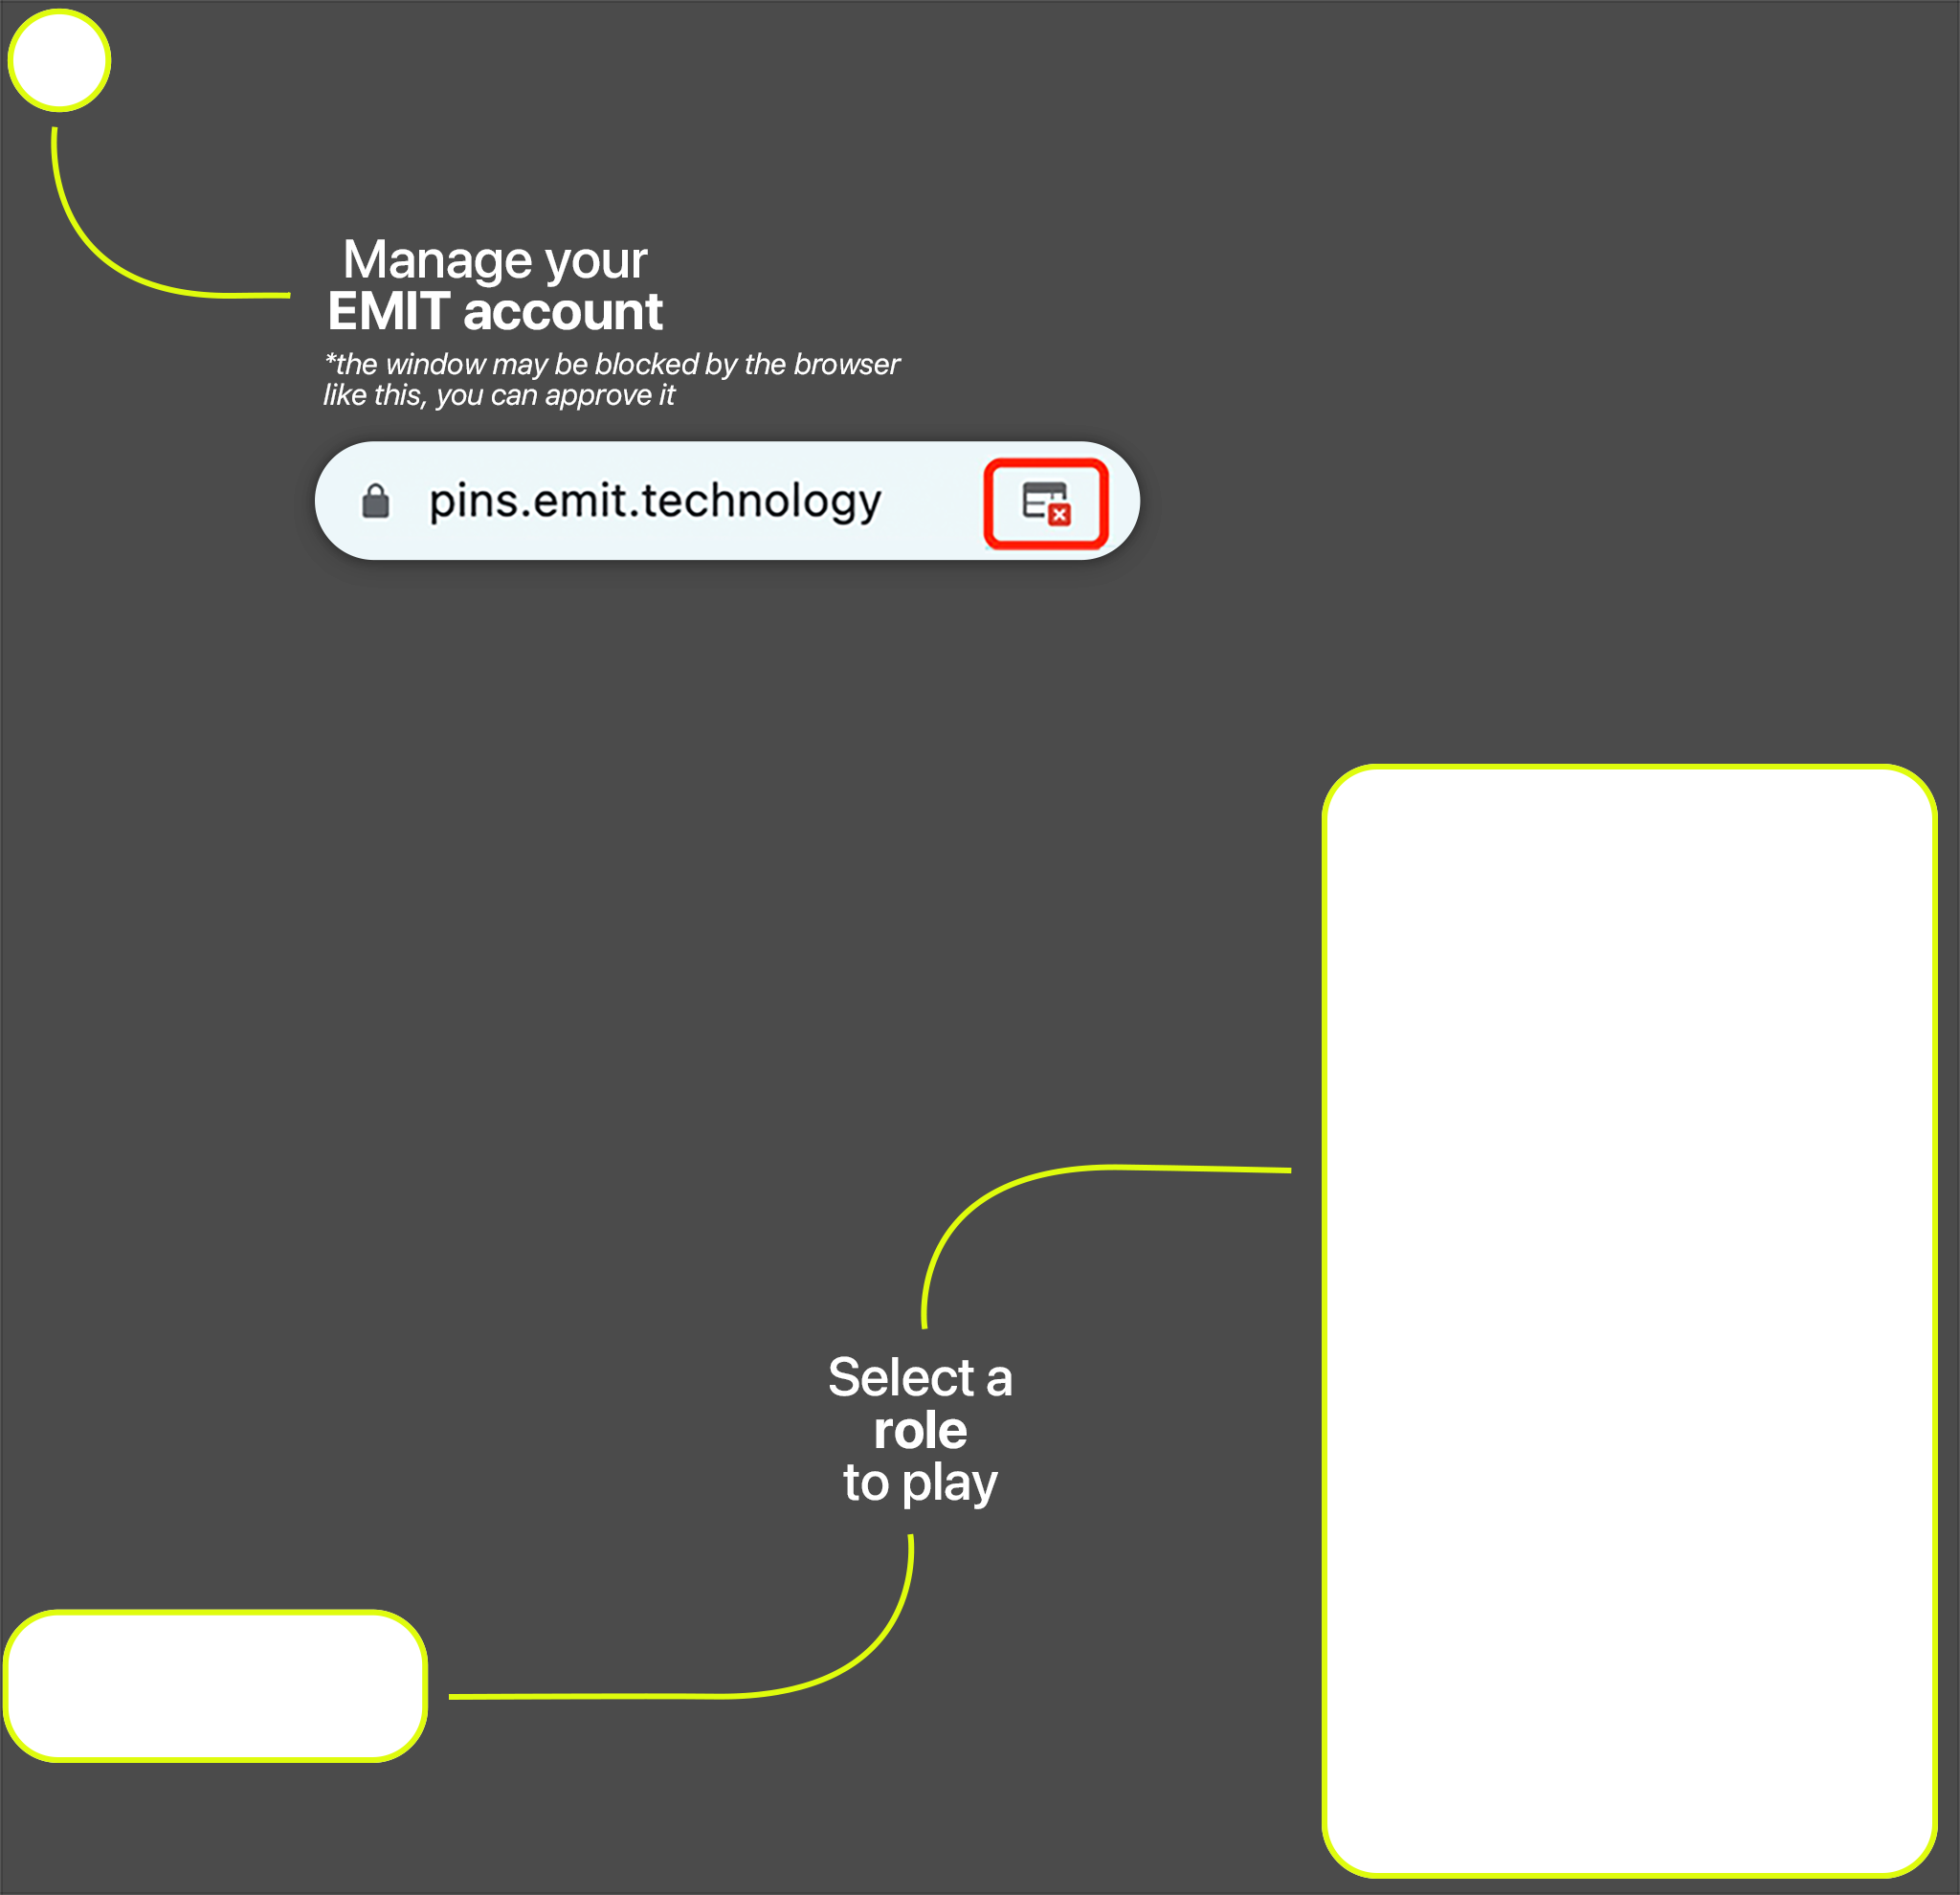 Manage your
EMIT account
*the window may be blocked by the browser
like this, you can approve it
pins.emit.technology
Select a
role
to play